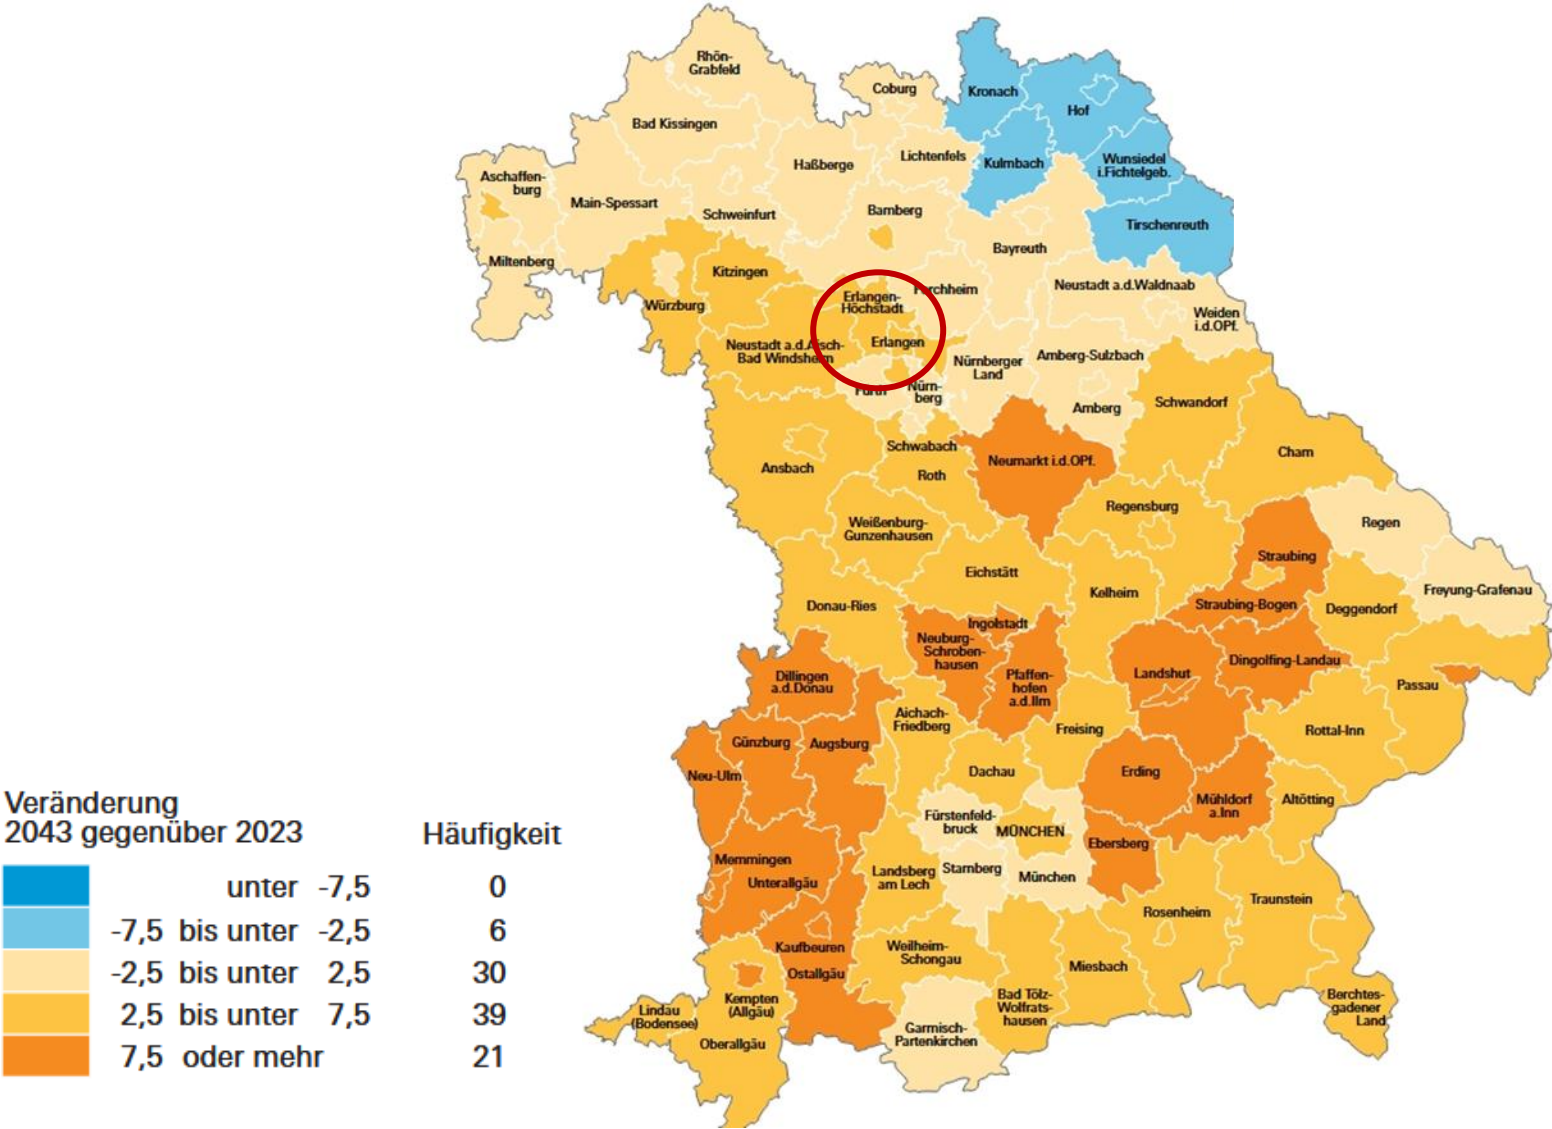 Rhön-
Grabfeld
Coburg
Kronach
Hof
Bad Kissingen
Lichtenfels
Kulmbach
Wunsiedel
i.Fichtelgeb.
Haßberge
Aschaffen-
burg
Main-Spessart
Schweinfurt
Bamberg
Tirschenreuth
Bayreuth
Miltenberg
Kitzingen
Neustadt a.d.Waldnaab
Forchheim
Erlangen-
Höchstadt
Würzburg
Weiden
i.d.OPf.
Neustadt a.d.Aisch-
Bad Windsheim
Erlangen
Nürnberger
Land
Amberg-Sulzbach
Fürth
Nürn-
berg
Amberg
Schwandorf
Schwabach
Cham
Ansbach
Roth
Neumarkt i.d.OPf.
Regensburg
Weißenburg-
Gunzenhausen
Regen
Straubing
Eichstätt
Kelheim
Freyung-Grafenau
Donau-Ries
Straubing-Bogen
Deggendorf
Ingolstadt
Neuburg-
Schroben-
hausen
Dingolfing-Landau
Landshut
Dillingen
a.d.Donau
Pfaffen-
hofen
a.d.Ilm
Passau
Aichach-
Friedberg
Freising
Rottal-Inn
Günzburg
Augsburg
Neu-Ulm
Dachau
Erding
Mühldorf
a.Inn
Altötting
Fürstenfeld-
bruck
MÜNCHEN
Ebersberg
Memmingen
Unterallgäu
Landsberg
am Lech
Starnberg
München
Traunstein
Rosenheim
Kaufbeuren
Ostallgäu
Weilheim-
Schongau
Miesbach
Kempten
(Allgäu)
Lindau
(Bodensee)
Bad Tölz-
Wolfrats-
hausen
Berchtes-
gadener
Land
Oberallgäu
Garmisch-
Partenkirchen
Veränderung
2043 gegenüber 2023 Häufigkeit
unter -7,5 0
-7,5 bis unter -2,5 6
-2,5 bis unter 2,5 30
2,5 bis unter 7,5 39
7,5 oder mehr 21